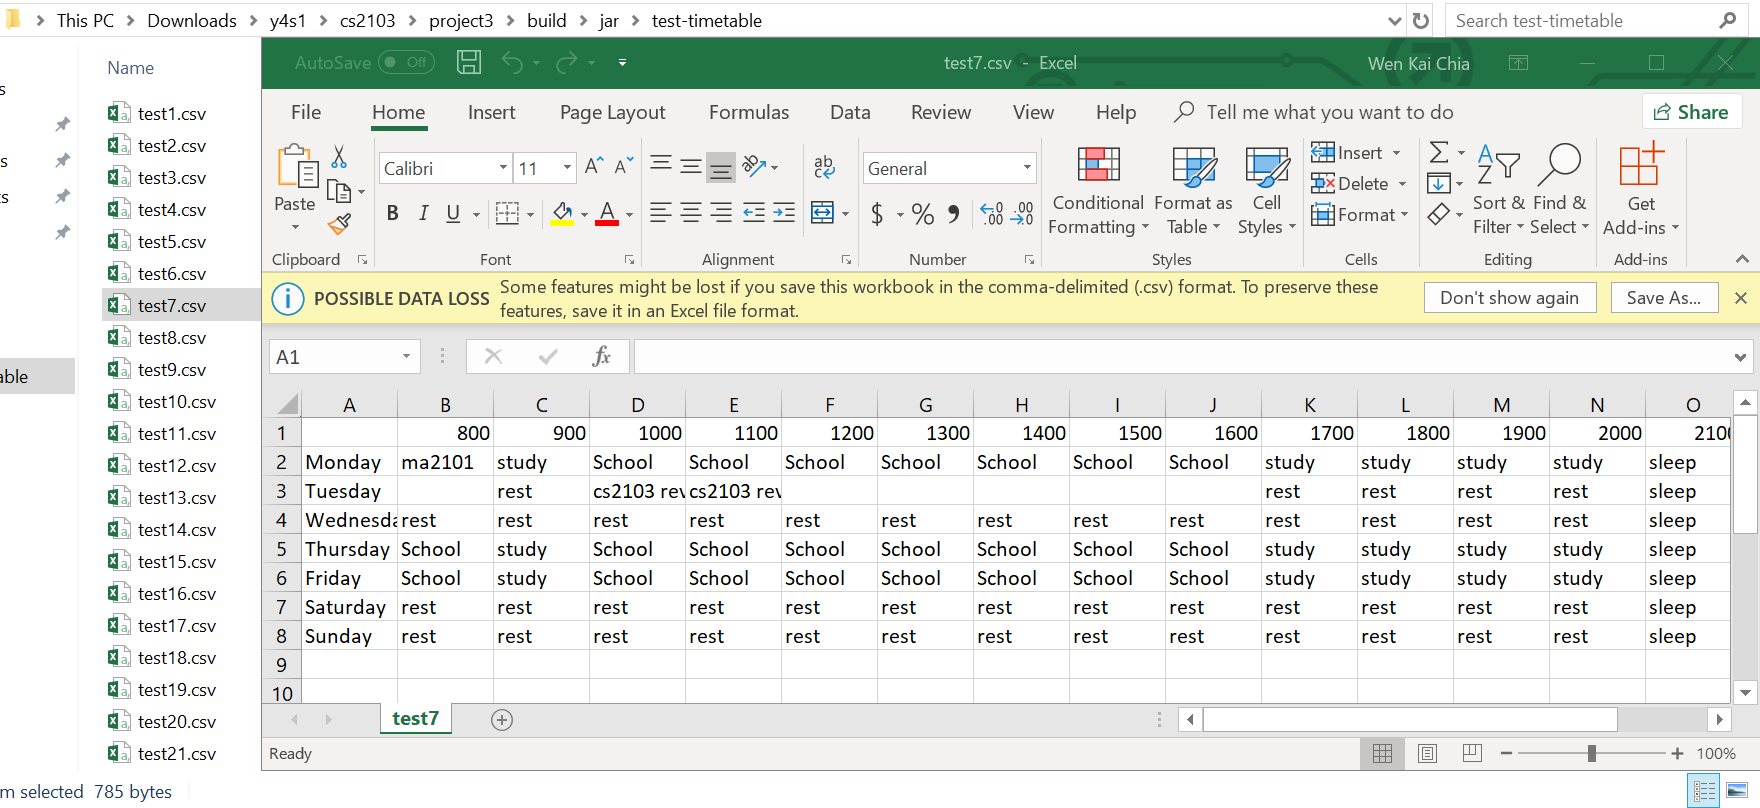 This PC > Downloads > y4s1 > cs2103 > project3 > build > jar > test-timetable
Search test-timetable
Name
test1.csv
test2.csv
test3.csv
test4.csv
test5.csv
test6.csv
test7.csv
test8.csv
test9.csv
test10.csv
test11.csv
test12.csv
test13.csv
test14.csv
test15.csv
test16.csv
test17.csv
test18.csv
test19.csv
test20.csv
test21.csv
m selected 785 bytes
AutoSave Off
test7.csv - Excel
Wen Kai Chia
File Home Insert Page Layout Formulas Data Review View Help Tell me what you want to do Share
Paste
Clipboard
Calibri 11
B I U
Font
ab
Alignment
General
$ % 9 .00 .00
Number
Conditional Formatting
Format as Table
Cell Styles
Styles
Insert
Delete
Format
Cells
Sort & Filter
Find & Select
Editing
Get Add-ins
Add-ins
POSSIBLE DATA LOSS Some features might be lost if you save this workbook in the comma-delimited (.csv) format. To preserve these
features, save it in an Excel file format.
Don't show again
Save As...
A1
fx
A B C D E F G H I J K L M N O
1 800 900 1000 1100 1200 1300 1400 1500 1600 1700 1800 1900 2000 2100
2 Monday ma2101 study School School School School School School School study study study study sleep
3 Tuesday rest cs2103 rev cs2103 rev rest rest rest rest sleep
4 Wednesda rest rest rest rest rest rest rest rest rest rest rest rest rest sleep
5 Thursday School study School School School School School School School study study study study sleep
6 Friday School study School School School School School School School study study study study sleep
7 Saturday rest rest rest rest rest rest rest rest rest rest rest rest rest sleep
8 Sunday rest rest rest rest rest rest rest rest rest rest rest rest rest sleep
9
10
test7
Ready
100%